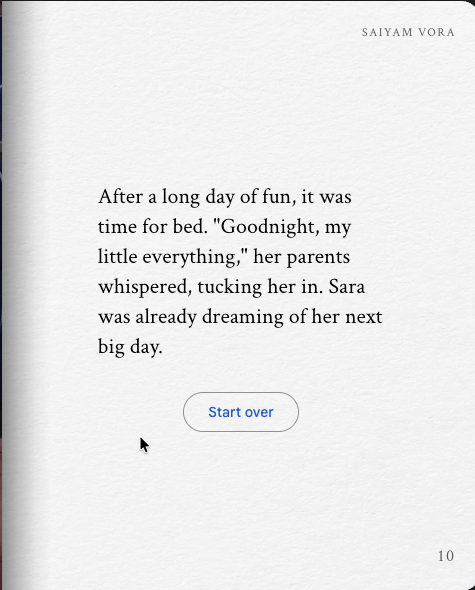 SAIYAM VORA
After a long day of fun, it was
time for bed. "Goodnight, my
little everything," her parents
whispered, tucking her in. Sara
was already dreaming of her next
big day.
Start over
10